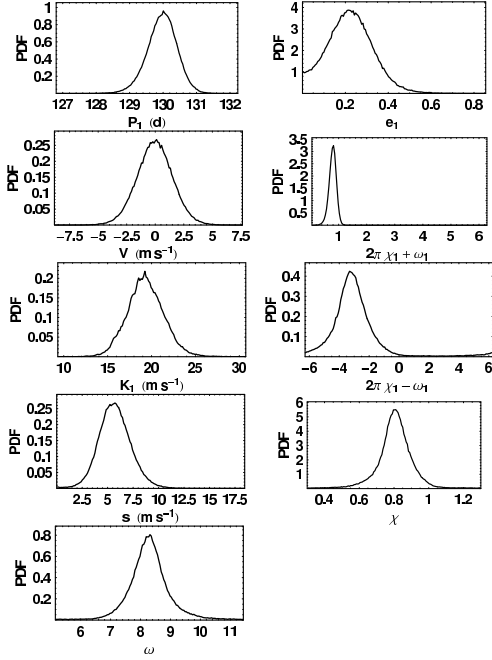 PDF
1
0.8
0.6
0.4
0.2
127 128 129 130 131 132
P₁ (d)
PDF
4
3
2
1
0.2 0.4 0.6 0.8
e₁
PDF
0.25
0.2
0.15
0.1
0.05
−7.5 −5 −2.5 0 2.5 5 7.5
V (m s⁻¹)
PDF
3.5
3
2.5
2
1.5
1
0.5
1 2 3 4 5 6
2π χ₁ + ω₁
PDF
0.2
0.15
0.1
0.05
10 15 20 25 30
K₁ (m s⁻¹)
PDF
0.4
0.3
0.2
0.1
−6 −4 −2 0 2 4 6
2π χ₁ − ω₁
PDF
0.25
0.2
0.15
0.1
0.05
2.5 5 7.5 10 12.5 15 17.5
s (m s⁻¹)
PDF
6
5
4
3
2
1
0.4 0.6 0.8 1 1.2
χ
PDF
0.8
0.6
0.4
0.2
6 7 8 9 10 11
ω